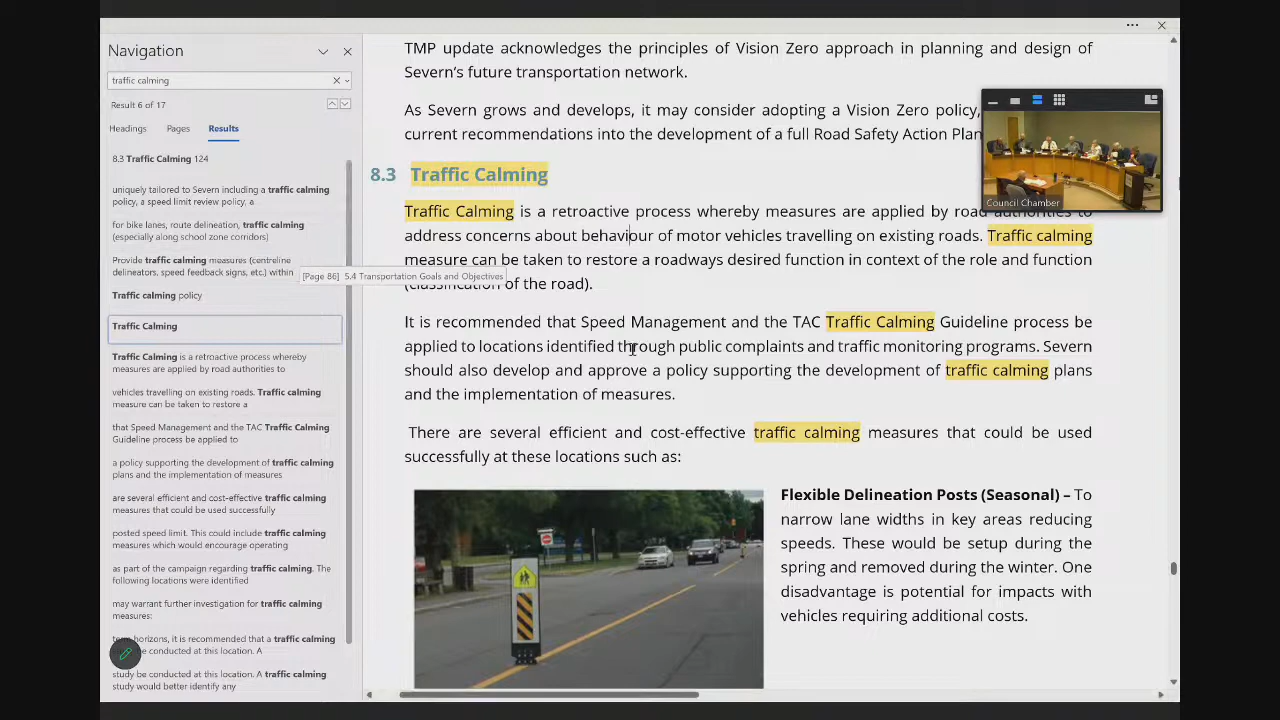 Navigation
traffic calming
Result 6 of 17
Headings
Pages
Results
8.3 Traffic Calming 124
uniquely tailored to Severn including a traffic calming
policy, a speed limit review policy, a
for bike lanes, route delineation, traffic calming
(especially along school zone corridors)
Provide traffic calming measures (centreline
delineators, speed feedback signs, etc.) within
[Page 86] 5.4 Transportation Goals and Objectives
Traffic calming policy
Traffic Calming
Traffic Calming is a retroactive process whereby
measures are applied by road authorities to
vehicles travelling on existing roads. Traffic calming
measure can be taken to restore a
that Speed Management and the TAC Traffic Calming
Guideline process be applied to
a policy supporting the development of traffic calming
plans and the implementation of measures
are several efficient and cost-effective traffic calming
measures that could be used successfully
posted speed limit. This could include traffic calming
measures which would encourage operating
as part of the campaign regarding traffic calming. The
following locations were identified
may warrant further investigation for traffic calming
measures:
horizons, it is recommended that a traffic calming
be conducted at this location. A
study be conducted at this location. A traffic calming
study would better identify any
TMP update acknowledges the principles of Vision Zero approach in planning and design of
Severn's future transportation network.
As Severn grows and develops, it may consider adopting a Vision Zero policy,
current recommendations into the development of a full Road Safety Action Plan
Council Chamber
8.3 Traffic Calming
Traffic Calming is a retroactive process whereby measures are applied by road authorities to
address concerns about behaviour of motor vehicles travelling on existing roads. Traffic calming
measure can be taken to restore a roadways desired function in context of the role and function
(classification of the road).
It is recommended that Speed Management and the TAC Traffic Calming Guideline process be
applied to locations identified through public complaints and traffic monitoring programs. Severn
should also develop and approve a policy supporting the development of traffic calming plans
and the implementation of measures.
There are several efficient and cost-effective traffic calming measures that could be used
successfully at these locations such as:
Flexible Delineation Posts (Seasonal) – To
narrow lane widths in key areas reducing
speeds. These would be setup during the
spring and removed during the winter. One
disadvantage is potential for impacts with
vehicles requiring additional costs.